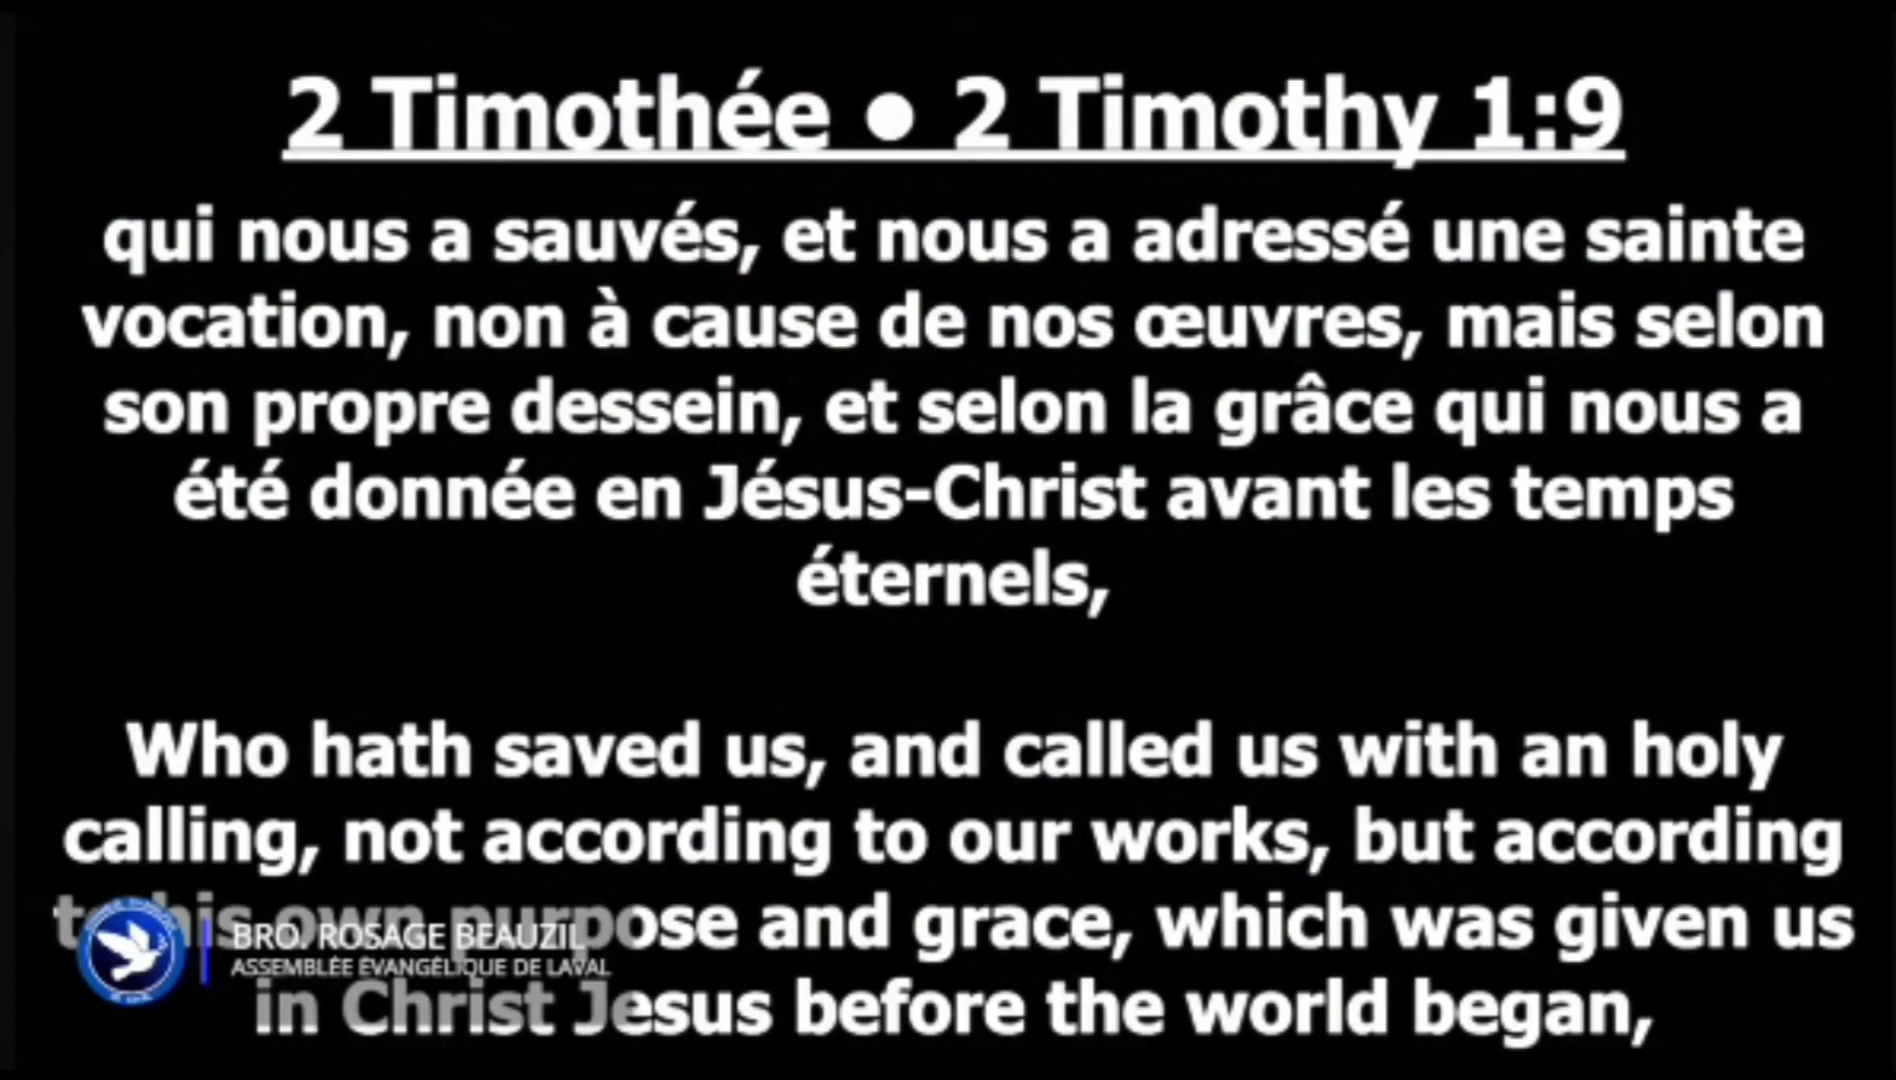 2 Timothée ● 2 Timothy 1:9
qui nous a sauvés, et nous a adressé une sainte
vocation, non à cause de nos œuvres, mais selon
son propre dessein, et selon la grâce qui nous a
été donnée en Jésus-Christ avant les temps
éternels,
Who hath saved us, and called us with an holy
calling, not according to our works, but according
to his own purpose and grace, which was given us
in Christ Jesus before the world began,
BRO. ROSAGE BEAUZIL
ASSEMBLÉE ÉVANGÉLIQUE DE LAVAL